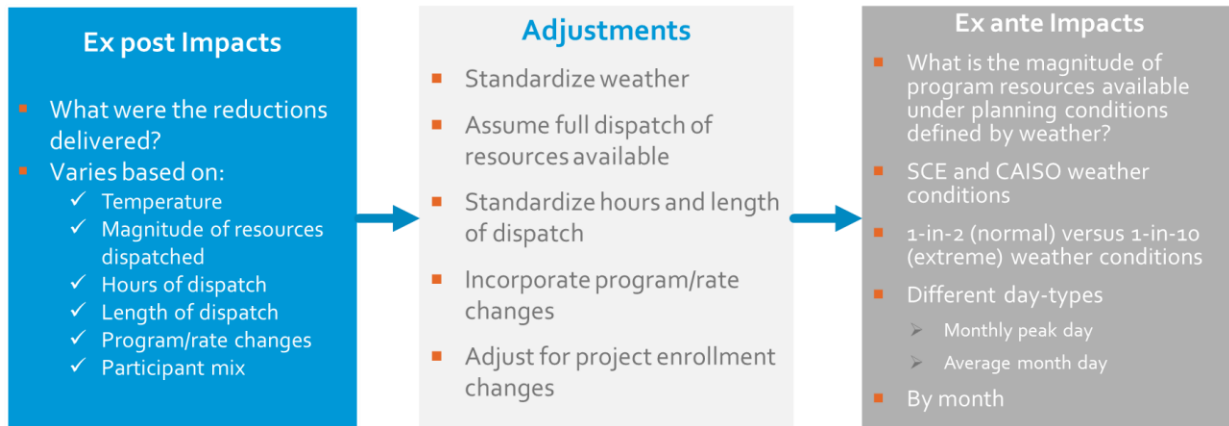 Ex post Impacts
What were the reductions
delivered?
Varies based on:
Temperature
Magnitude of resources
dispatched
Hours of dispatch
Length of dispatch
Program/rate changes
Participant mix
Adjustments
Standardize weather
Assume full dispatch of
resources available
Standardize hours and length
of dispatch
Incorporate program/rate
changes
Adjust for project enrollment
changes
Ex ante Impacts
What is the magnitude of
program resources available
under planning conditions
defined by weather?
SCE and CAISO weather
conditions
1-in-2 (normal) versus 1-in-10
(extreme) weather conditions
Different day-types
Monthly peak day
Average month day
By month